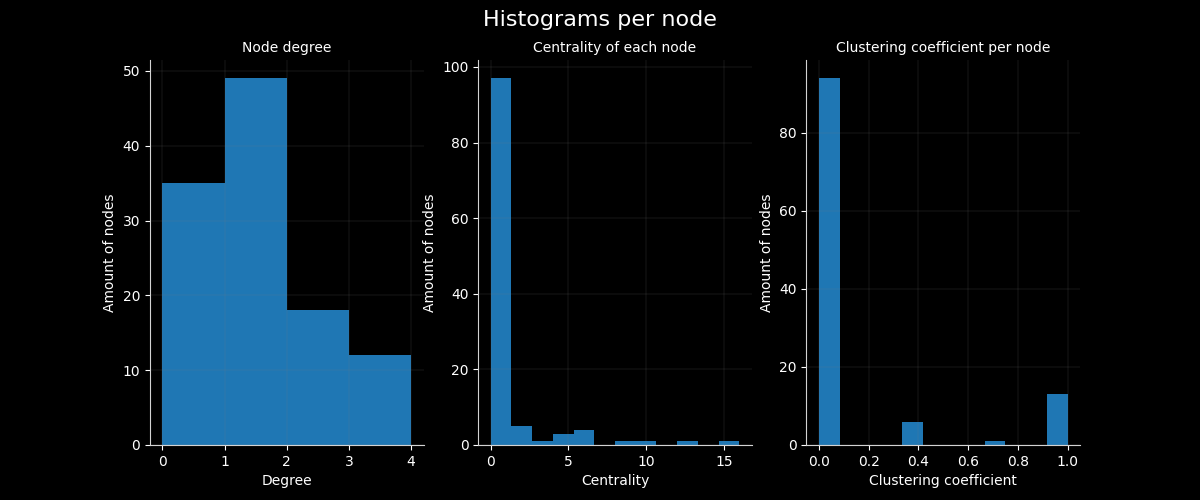 Histograms per node
Node degree
Amount of nodes
50
40
30
20
10
0
0 1 2 3 4
Degree
Centrality of each node
Amount of nodes
100
80
60
40
20
0
0 5 10 15
Centrality
Clustering coefficient per node
Amount of nodes
80
60
40
20
0
0.0 0.2 0.4 0.6 0.8 1.0
Clustering coefficient